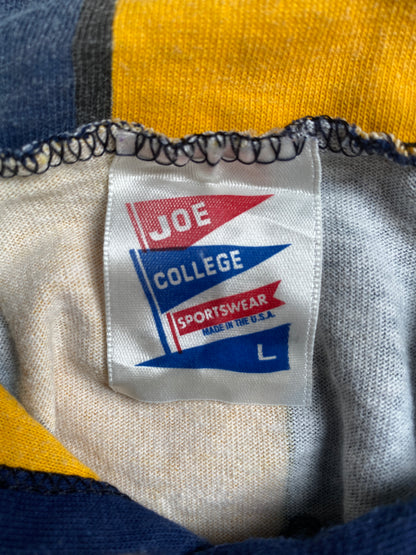 JOE
COLLEGE
SPORTSWEAR
MADE IN THE U.S.A.
L